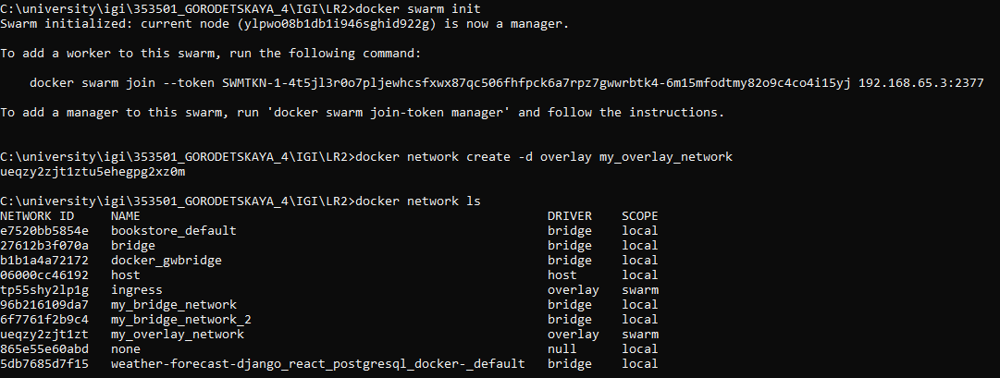 C:\university\igi\353501_GORODETSKAYA_4\IGI\LR2>docker swarm init
Swarm initialized: current node (ylpwo08b1db1i946sghid922g) is now a manager.
To add a worker to this swarm, run the following command:
docker swarm join --token SWMTKN-1-4t5jl3r0o7pljewhcsfxwx87qc506fhfpck6a7rpz7gwwrbtk4-6m15mfodtmy82o9c4co4i15yj 192.168.65.3:2377
To add a manager to this swarm, run 'docker swarm join-token manager' and follow the instructions.
C:\university\igi\353501_GORODETSKAYA_4\IGI\LR2>docker network create -d overlay my_overlay_network
ueqzy2zjt1ztu5ehegpg2xz0m
C:\university\igi\353501_GORODETSKAYA_4\IGI\LR2>docker network ls
NETWORK ID     NAME                                                       DRIVER    SCOPE
e7520bb5854e   bookstore_default                                          bridge    local
27612b3f070a   bridge                                                     bridge    local
b1b1a4a72172   docker_gwbridge                                            bridge    local
06000cc46192   host                                                       host      local
tp55shy2lp1g   ingress                                                    overlay   swarm
96b216109da7   my_bridge_network                                          bridge    local
6f7761f2b9c4   my_bridge_network_2                                        bridge    local
ueqzy2zjt1zt   my_overlay_network                                         overlay   swarm
865e55e60abd   none                                                       null      local
5db7685d7f15   weather-forecast-django_react_postgresql_docker-_default   bridge    local